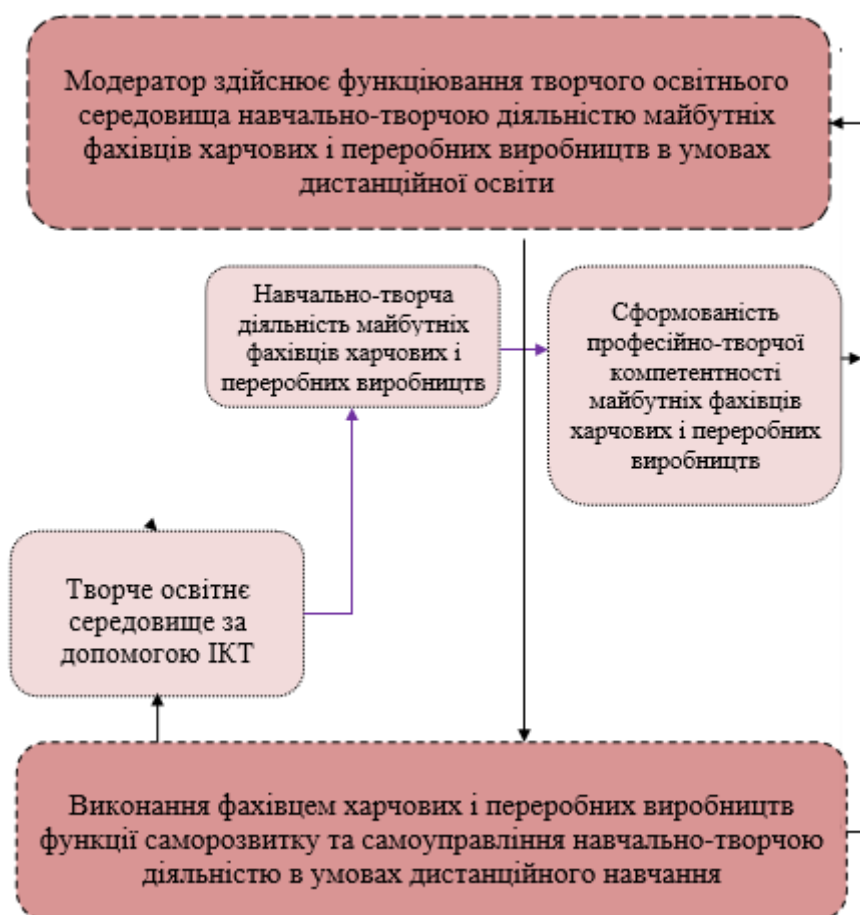 Модератор здійснює функціювання творчого освітнього
середовища навчально-творчою діяльністю майбутніх
фахівців харчових і переробних виробництв в умовах
дистанційної освіти
Навчально-творча
діяльність майбутніх
фахівців харчових і
переробних виробництв
Сформованість
професійно-творчої
компетентності
майбутніх фахівців
харчових і переробних
виробництв
Творче освітнє
середовище за
допомогою ІКТ
Виконання фахівцем харчових і переробних виробництв
функції саморозвитку та самоуправління навчально-творчою
діяльністю в умовах дистанційного навчання